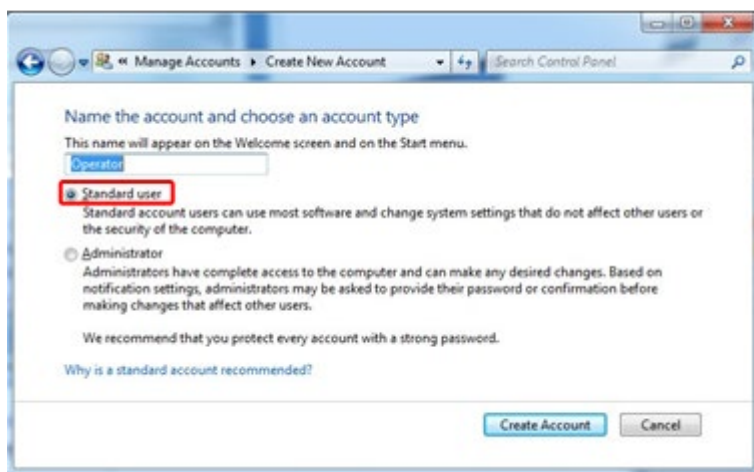 « Manage Accounts ▸ Create New Account
Search Control Panel
Name the account and choose an account type
This name will appear on the Welcome screen and on the Start menu.
Operator
Standard user
Standard account users can use most software and change system settings that do not affect other users or
the security of the computer.
Administrator
Administrators have complete access to the computer and can make any desired changes. Based on
notification settings, administrators may be asked to provide their password or confirmation before
making changes that affect other users.
We recommend that you protect every account with a strong password.
Why is a standard account recommended?
Create Account
Cancel